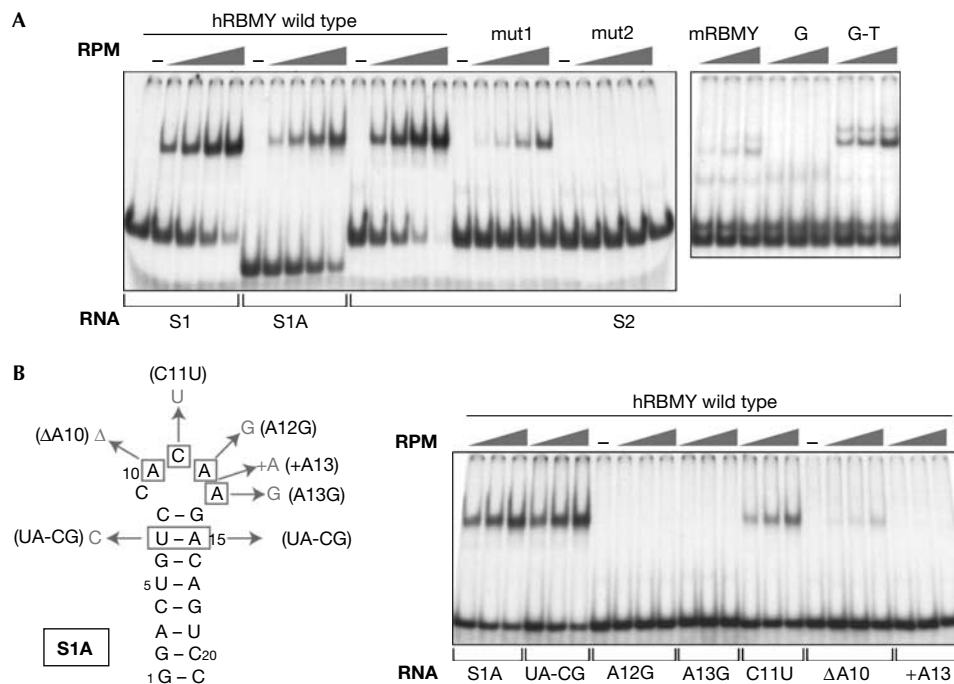 A
hRBMY wild type
mut1 mut2 mRBMY G G-T
RPM – – – – –
RNA S1 S1A S2
B
(C11U)
U
(ΔA10) Δ G (A12G)
C
10 A A +A (+A13)
C A G (A13G)
C – G
(UA-CG) C U – A 15 (UA-CG)
G – C
5 U – A
C – G
A – U
G – C 20
1 G – C
S1A
hRBMY wild type
RPM – –
RNA S1A UA-CG A12G A13G C11U ΔA10 +A13